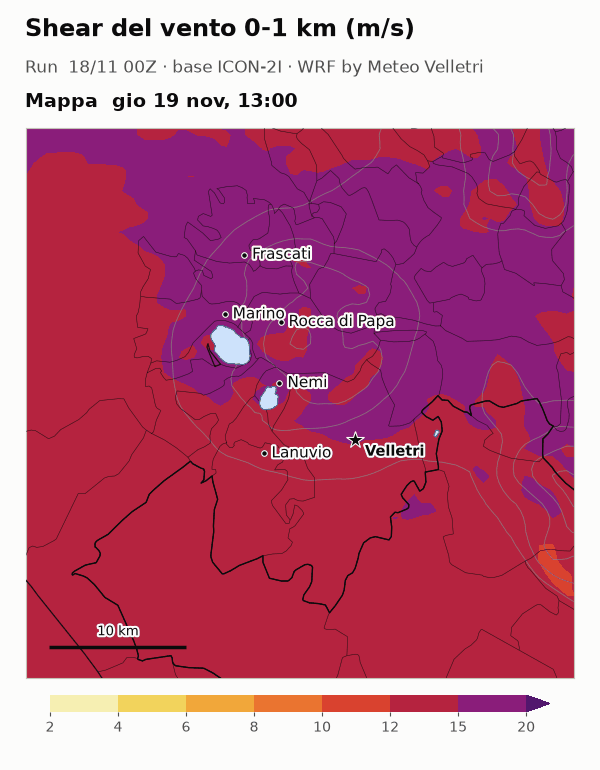 Shear del vento 0-1 km (m/s)
Run  18/11 00Z · base ICON-2I · WRF by Meteo Velletri
Mappa  gio 19 nov, 13:00
Frascati
Marino
Rocca di Papa
Nemi
Velletri
Lanuvio
10 km
2 4 6 8 10 12 15 20